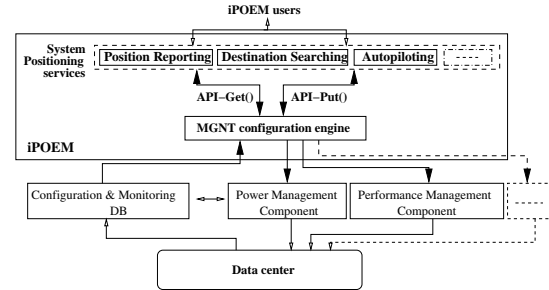 iPOEM users
System
Positioning
services
Position Reporting
Destination Searching
Autopiloting
API–Get()
API–Put()
MGNT configuration engine
iPOEM
Configuration & Monitoring
DB
Power Management
Component
Performance Management
Component
Data center